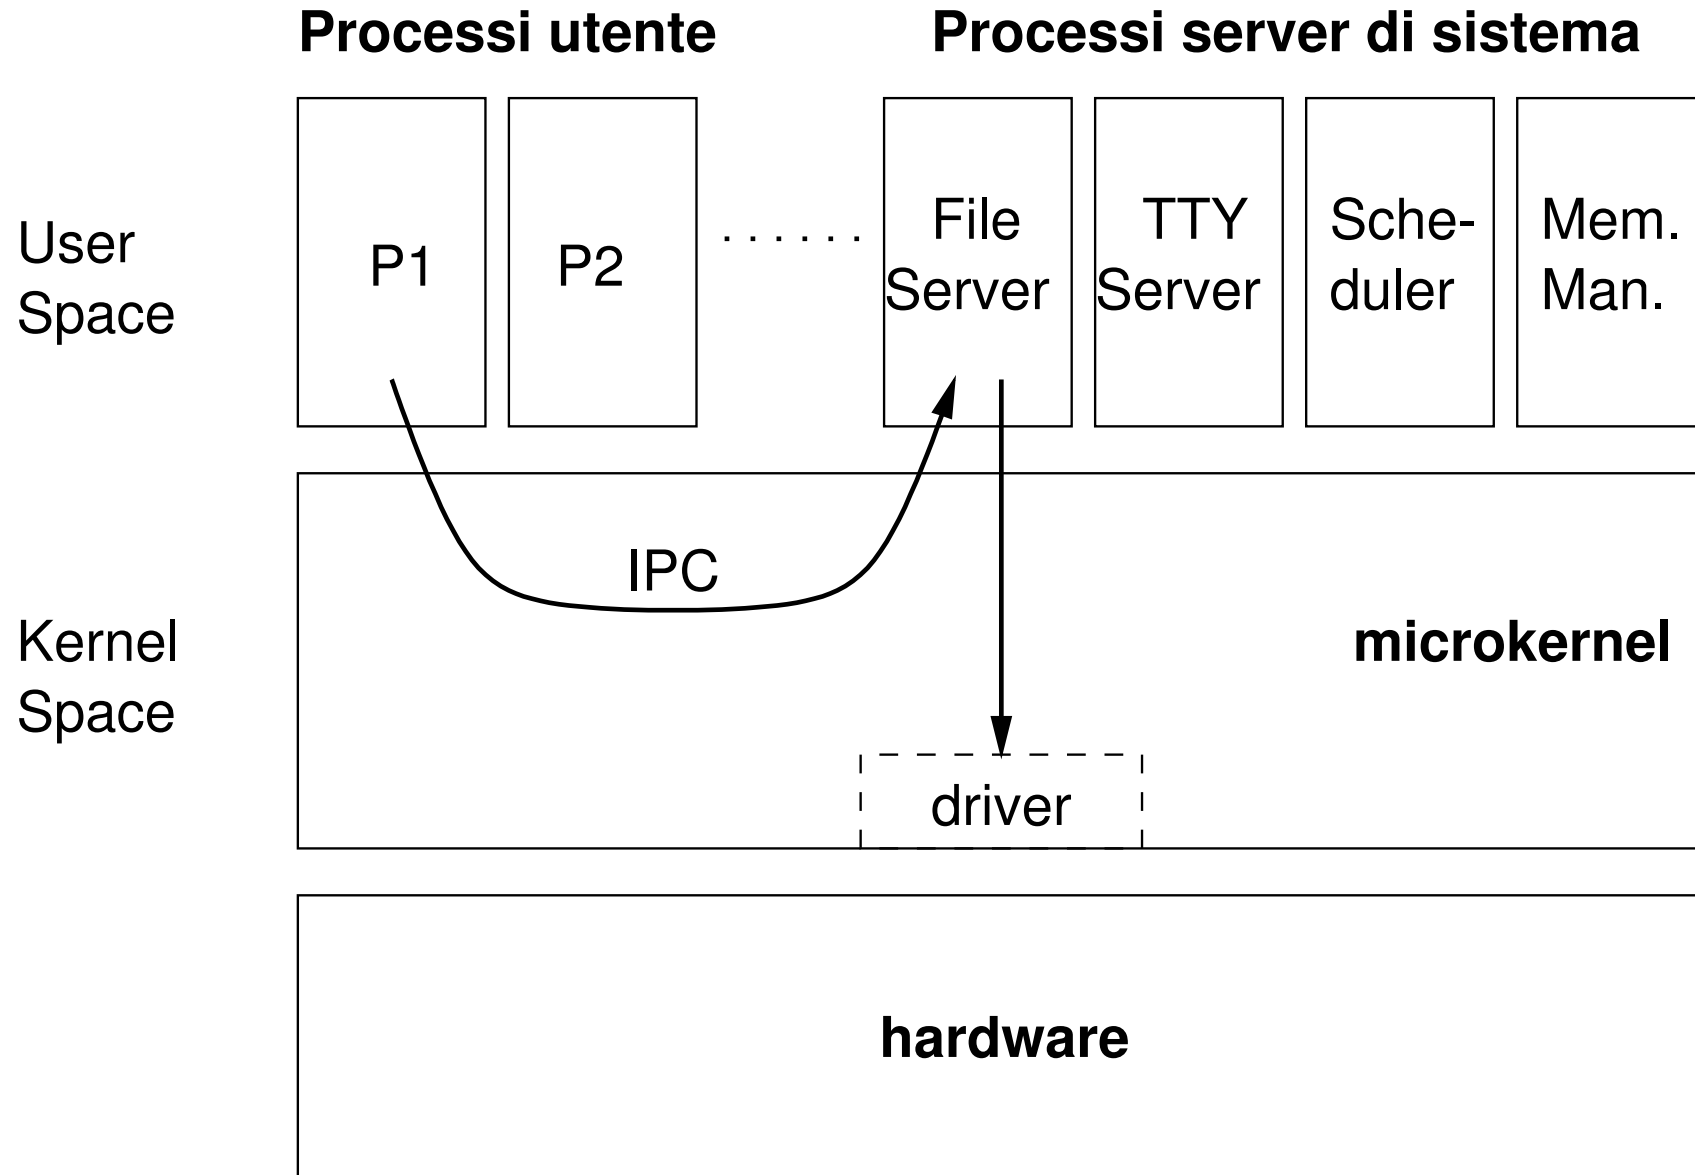 Processi utente
Processi server di sistema
User
Space
P1
P2
......
File
Server
TTY
Server
Sche-
duler
Mem.
Man.
IPC
Kernel
Space
microkernel
driver
hardware